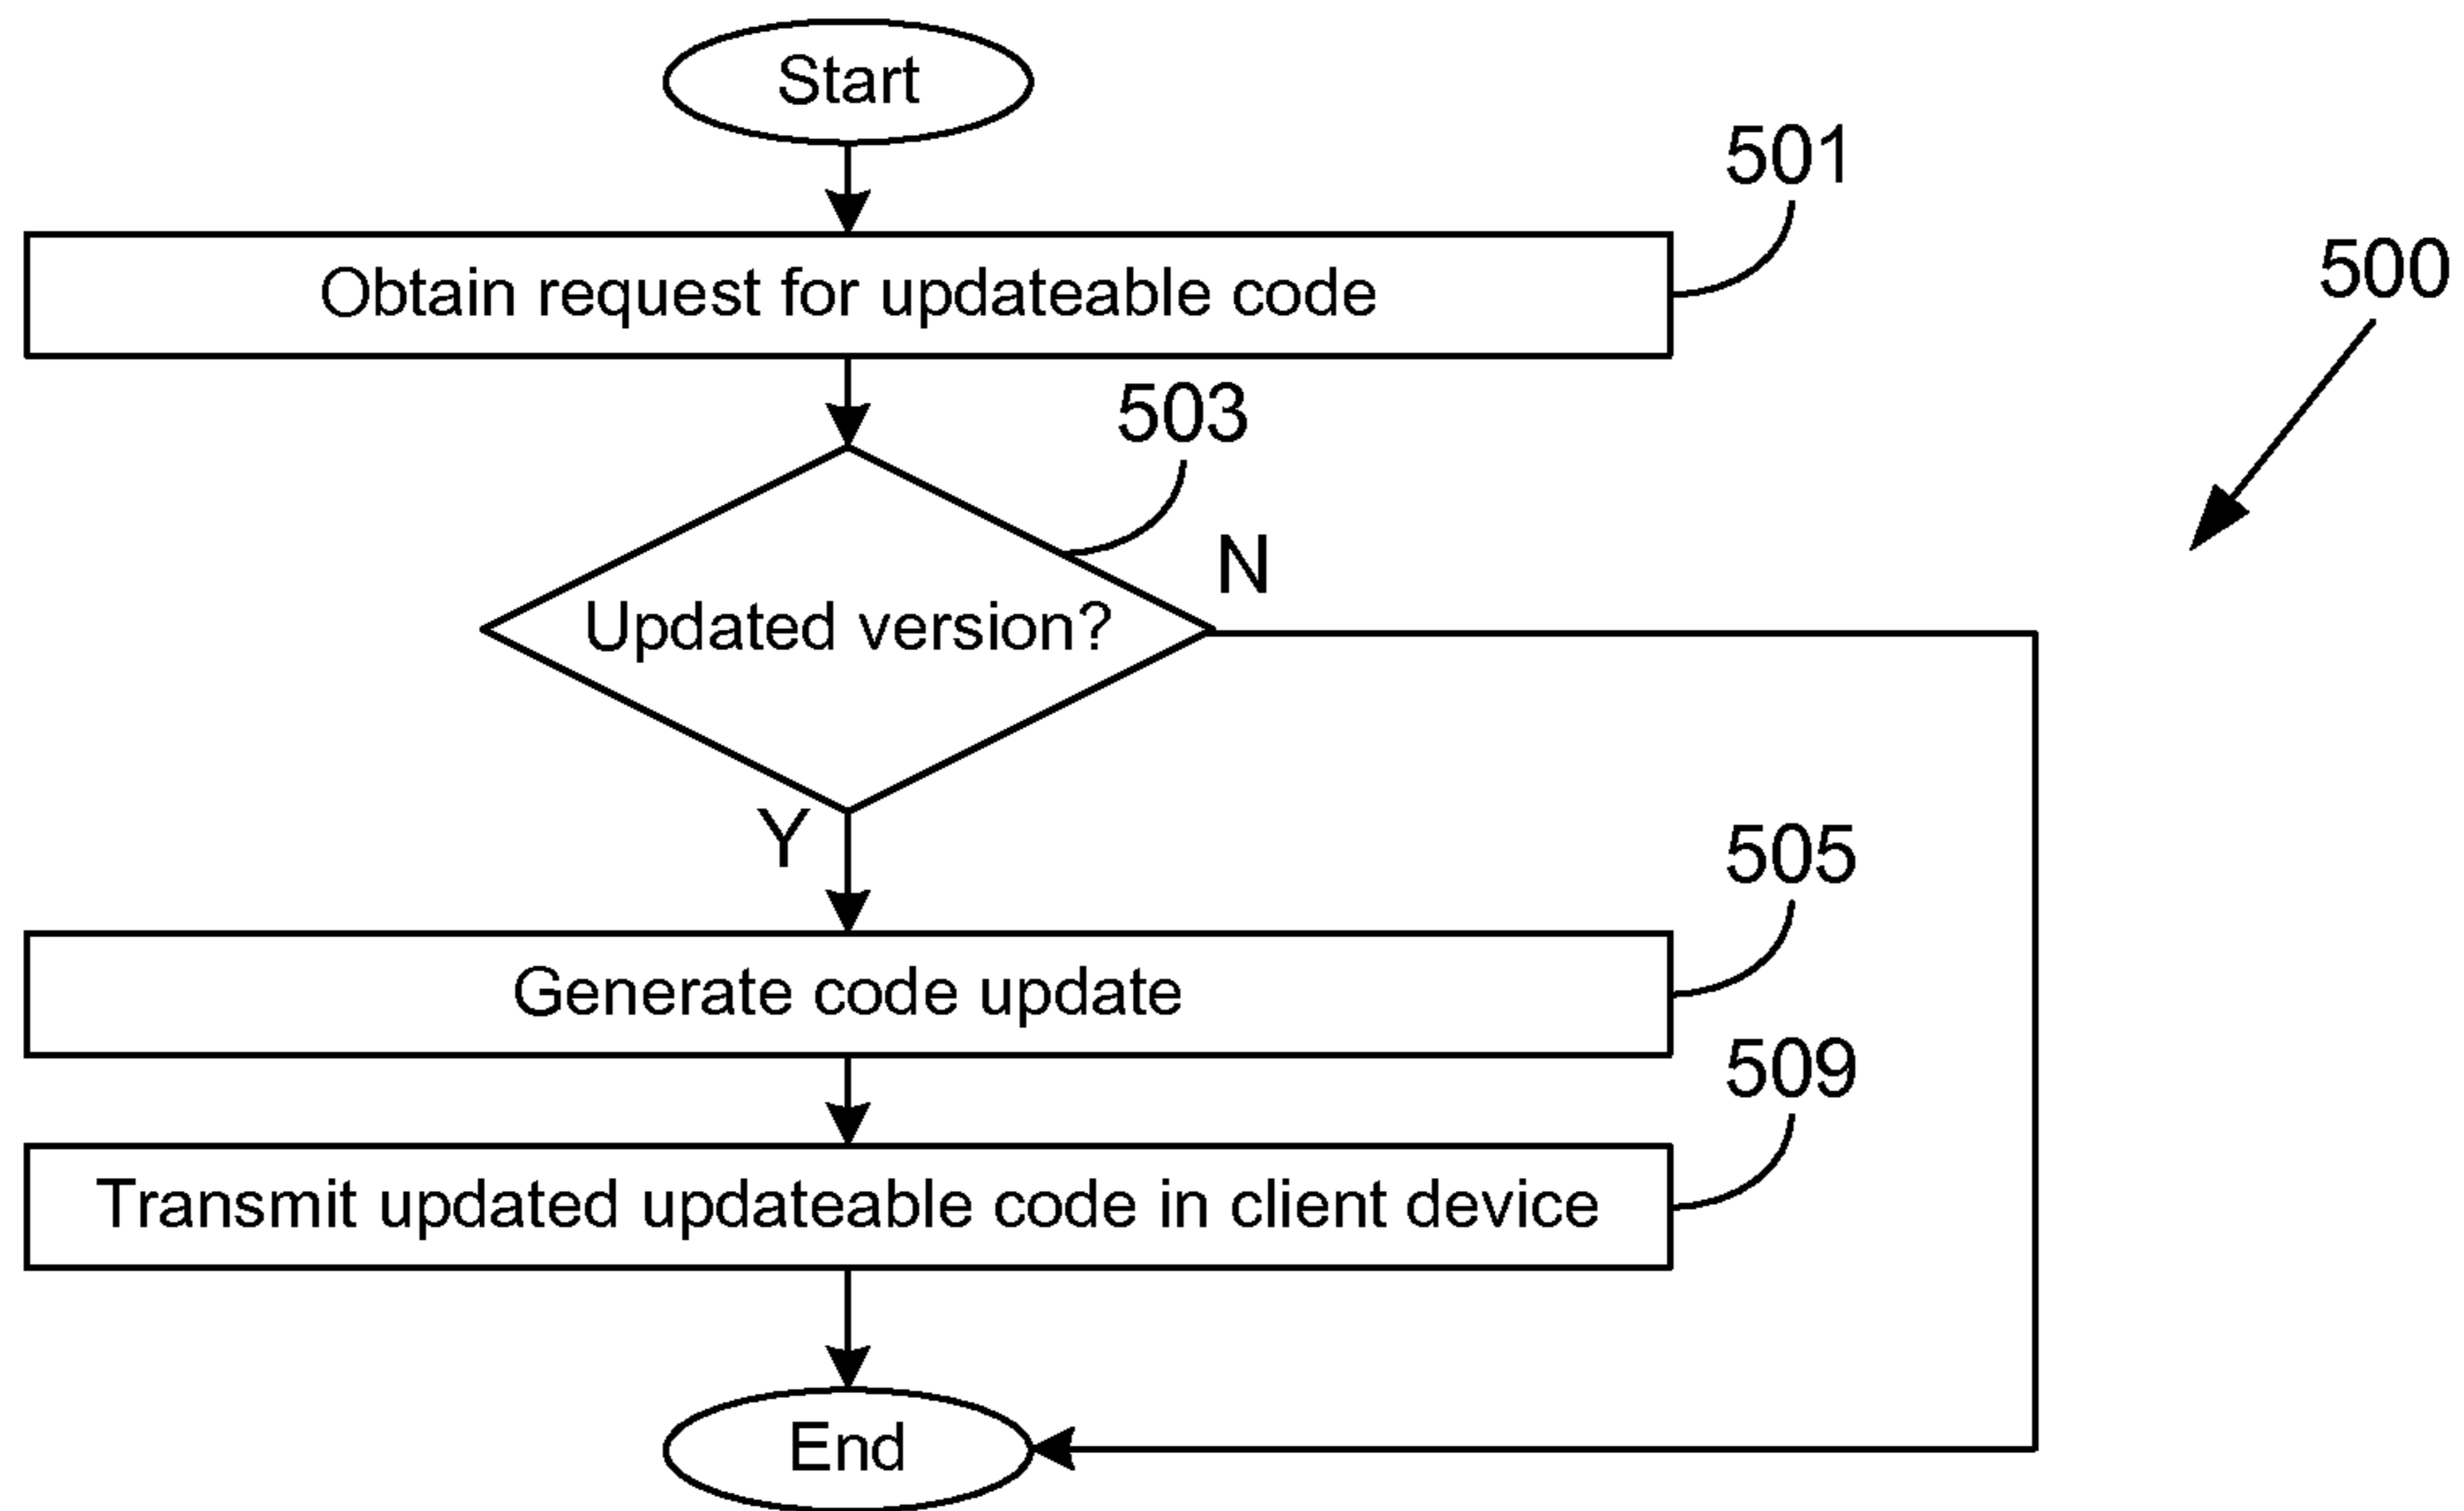 Start
501
Obtain request for updateable code
500
503
N
Updated version?
Y
505
Generate code update
509
Transmit updated updateable code in client device
End